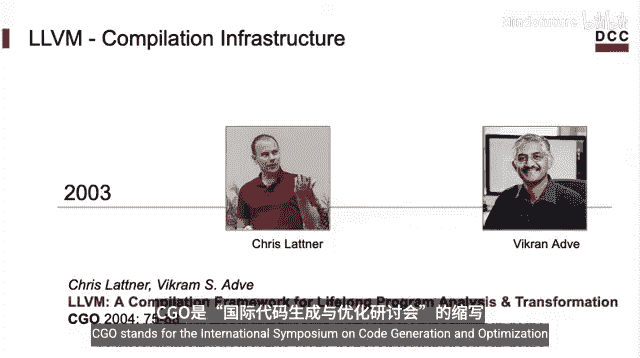 LLVM - Compilation Infrastructure
DCC
2003
Chris Lattner
Vikran Adve
Chris Lattner, Vikram S. Adve
LLVM: A Compilation Framework for Lifelong Program Analysis & Transformation
CGO 2004:
CGO是“国际代码生成与优化研讨会”的缩写
CGO stands for the International Symposium on Code Generation and Optimization